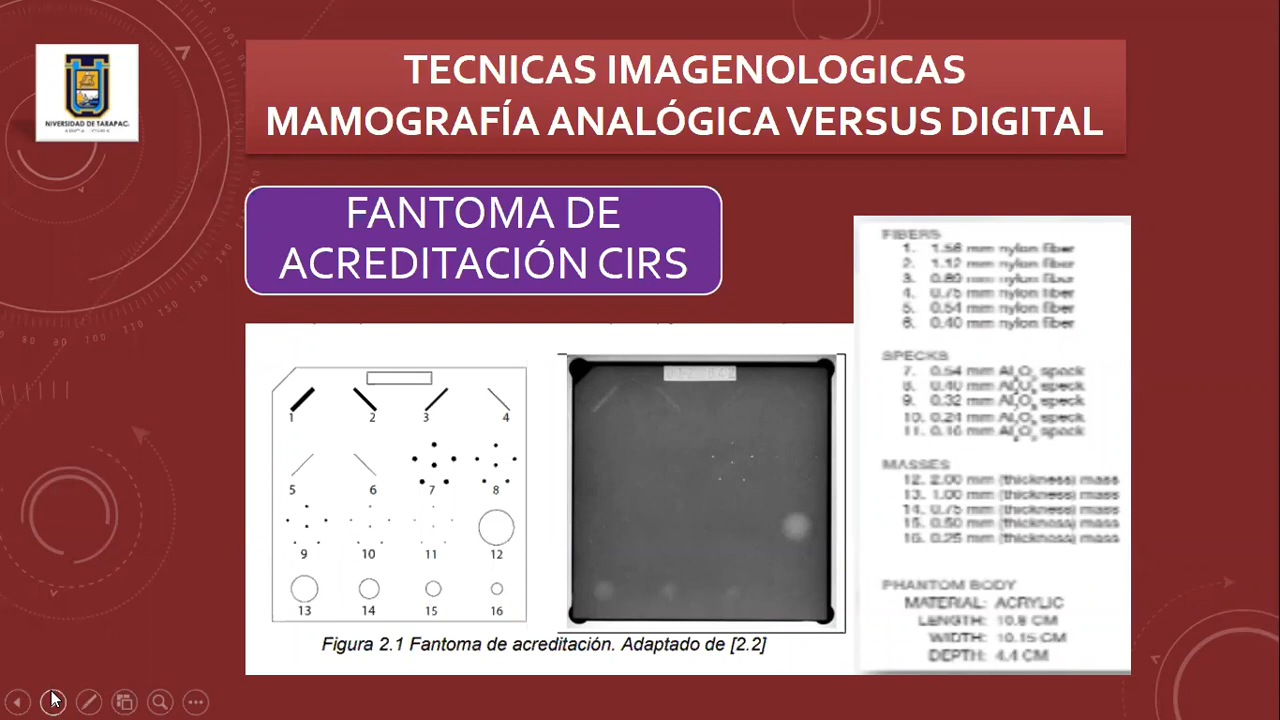 NIVERSIDAD DE TARAPAC
TECNICAS IMAGENOLOGICAS
MAMOGRAFÍA ANALÓGICA VERSUS DIGITAL
FANTOMA DE
ACREDITACIÓN CIRS
1 2 3 4
5 6 7 8
9 10 11 12
13 14 15 16
Figura 2.1 Fantoma de acreditación. Adaptado de [2.2]
FIBERS
1. 1.56 mm nylon fiber
2. 1.12 mm nylon fiber
3. 0.89 mm nylon fiber
4. 0.75 mm nylon fiber
5. 0.54 mm nylon fiber
6. 0.40 mm nylon fiber
SPECKS
7. 0.54 mm Al₂O₃ speck
8. 0.40 mm Al₂O₃ speck
9. 0.32 mm Al₂O₃ speck
10. 0.24 mm Al₂O₃ speck
11. 0.16 mm Al₂O₃ speck
MASSES
12. 2.00 mm (thickness) mass
13. 1.00 mm (thickness) mass
14. 0.75 mm (thickness) mass
15. 0.50 mm (thickness) mass
16. 0.25 mm (thickness) mass
PHANTOM BODY
MATERIAL: ACRYLIC
LENGTH: 10.8 CM
WIDTH: 10.15 CM
DEPTH: 4.4 CM